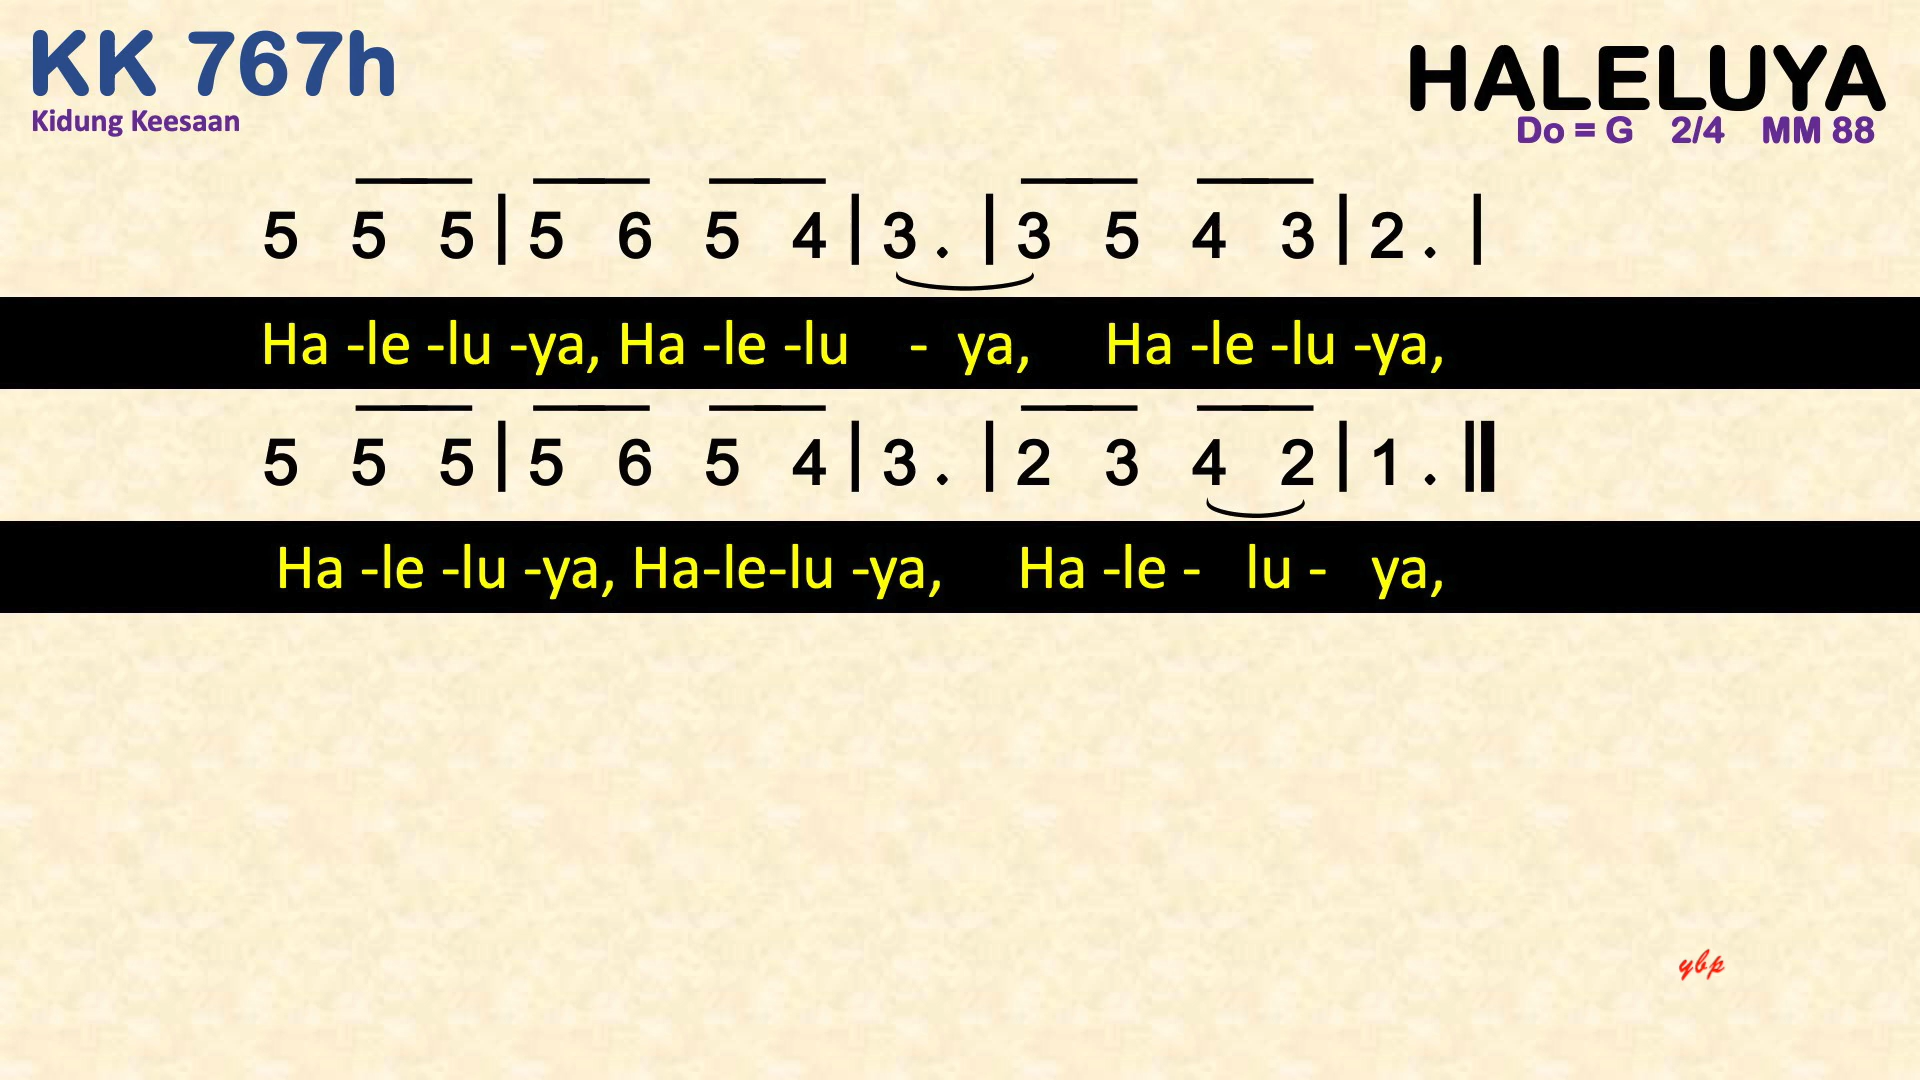 KK 767h
Kidung Keesaan
HALELUYA
Do = G 2/4 MM 88
5 5 5 | 5 6 5 4 | 3 . | 3 5 4 3 | 2 . |
Ha -le -lu -ya, Ha -le -lu - ya, Ha -le -lu -ya,
5 5 5 | 5 6 5 4 | 3 . | 2 3 4 2 | 1 . ||
Ha -le -lu -ya, Ha-le-lu -ya, Ha -le - lu - ya,
ybp